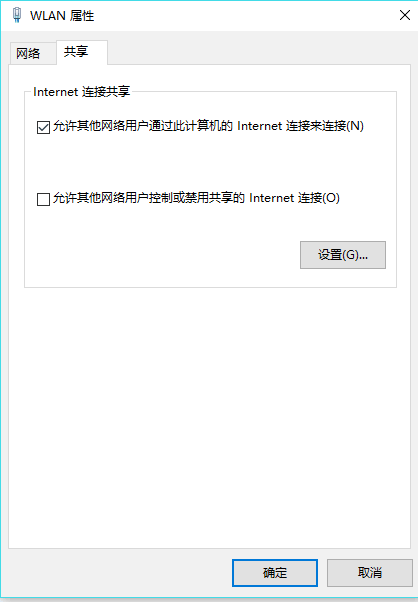 WLAN 属性
网络
共享
Internet 连接共享
允许其他网络用户通过此计算机的 Internet 连接来连接(N)
允许其他网络用户控制或禁用共享的 Internet 连接(O)
设置(G)...
确定
取消